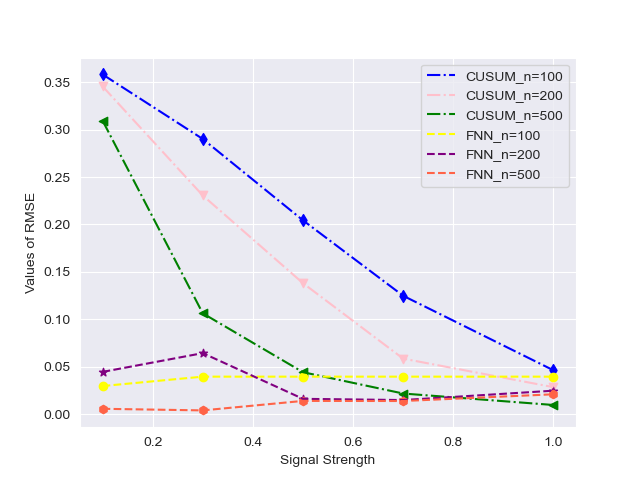 CUSUM_n=100
CUSUM_n=200
CUSUM_n=500
FNN_n=100
FNN_n=200
FNN_n=500
Values of RMSE
0.35
0.30
0.25
0.20
0.15
0.10
0.05
0.00
0.2 0.4 0.6 0.8 1.0
Signal Strength